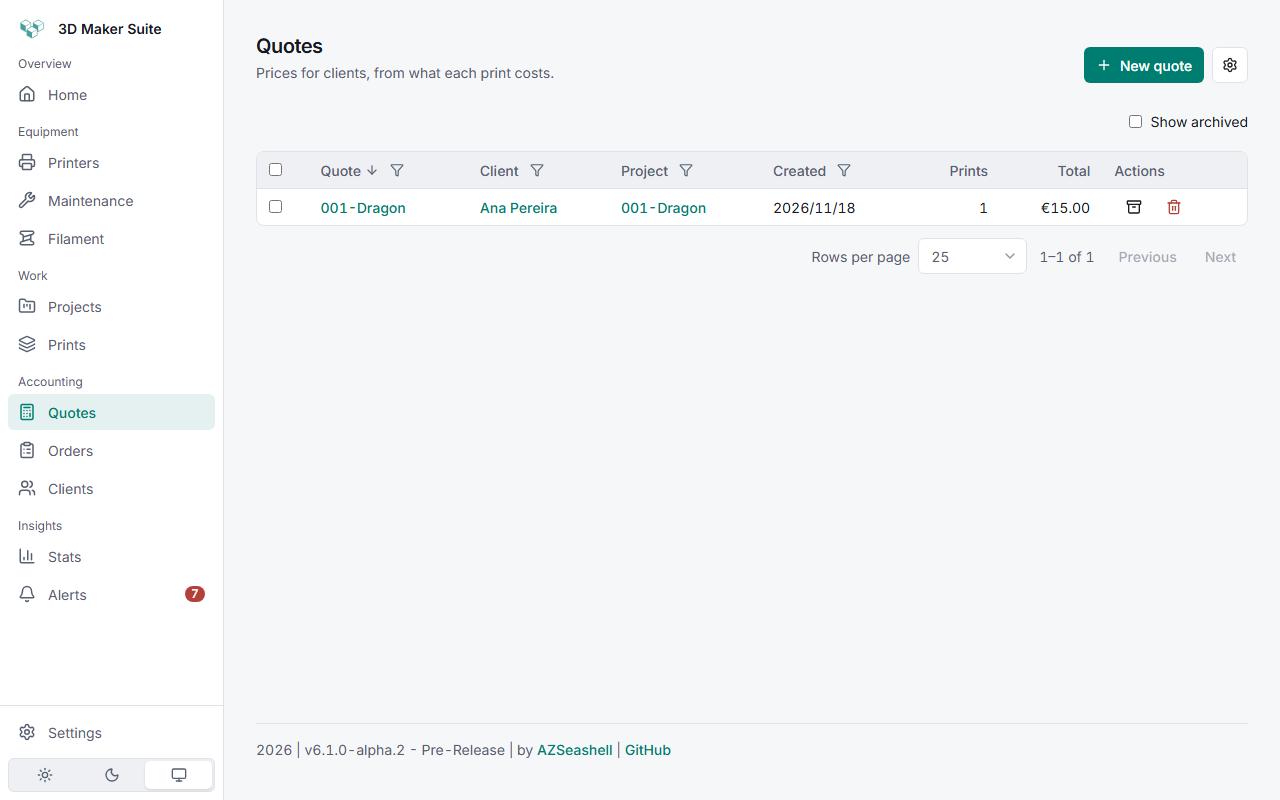 3D Maker Suite
Overview
Home
Equipment
Printers
Maintenance
Filament
Work
Projects
Prints
Accounting
Quotes
Orders
Clients
Insights
Stats
Alerts 7
Settings
Quotes
Prices for clients, from what each print costs.
New quote
Show archived
Quote Client Project Created Prints Total Actions
001-Dragon Ana Pereira 001-Dragon 2026/11/18 1 €15.00
Rows per page 25 1–1 of 1 Previous Next
2026 | v6.1.0-alpha.2 - Pre-Release | by AZSeashell | GitHub